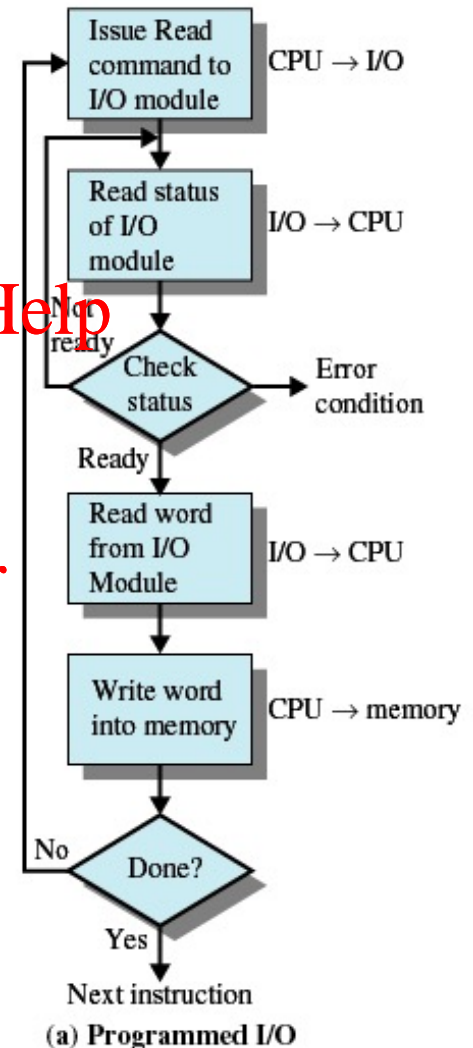 Issue Read
command to
I/O module
CPU → I/O
Read status
of I/O
module
I/O → CPU
Help
Not
ready
Check
status
Error
condition
Ready
Read word
from I/O
Module
I/O → CPU
Write word
into memory
CPU → memory
No
Done?
Yes
Next instruction
(a) Programmed I/O